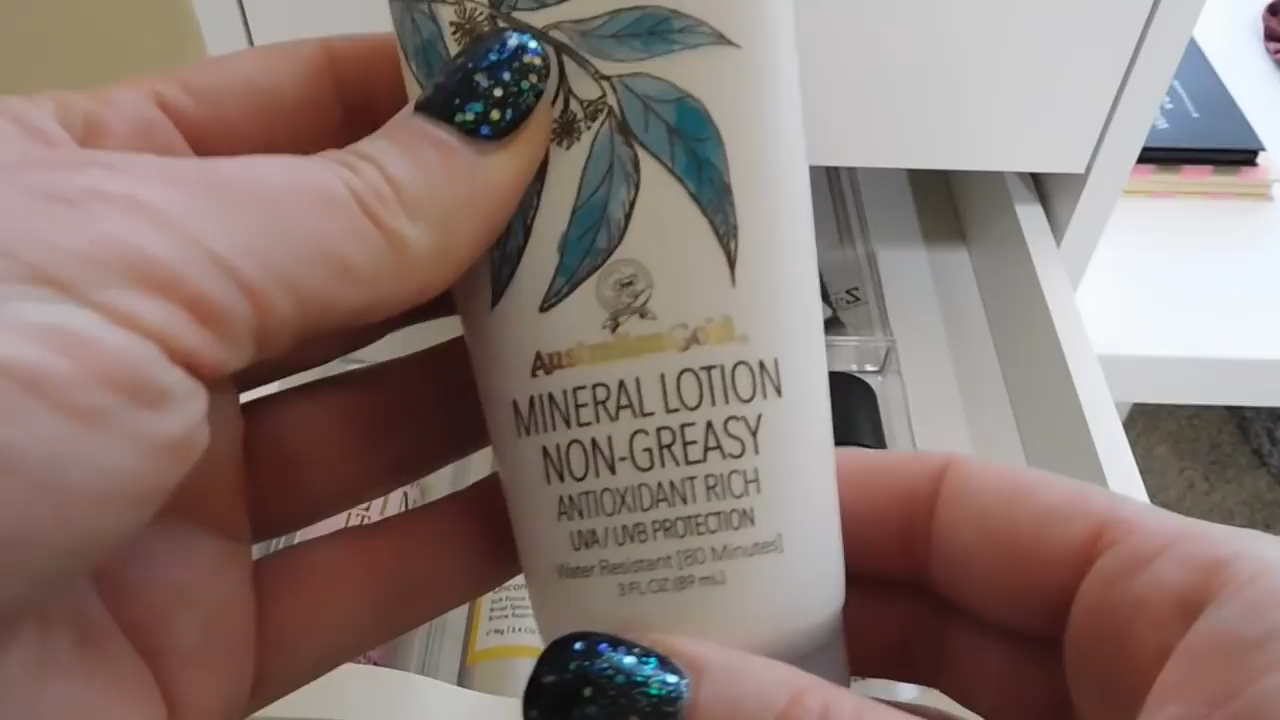 Australian Gold
MINERAL LOTION
NON-GREASY
ANTIOXIDANT RICH
UVA / UVB PROTECTION
Water Resistant [80 Minutes]
3 FL OZ (89 mL)